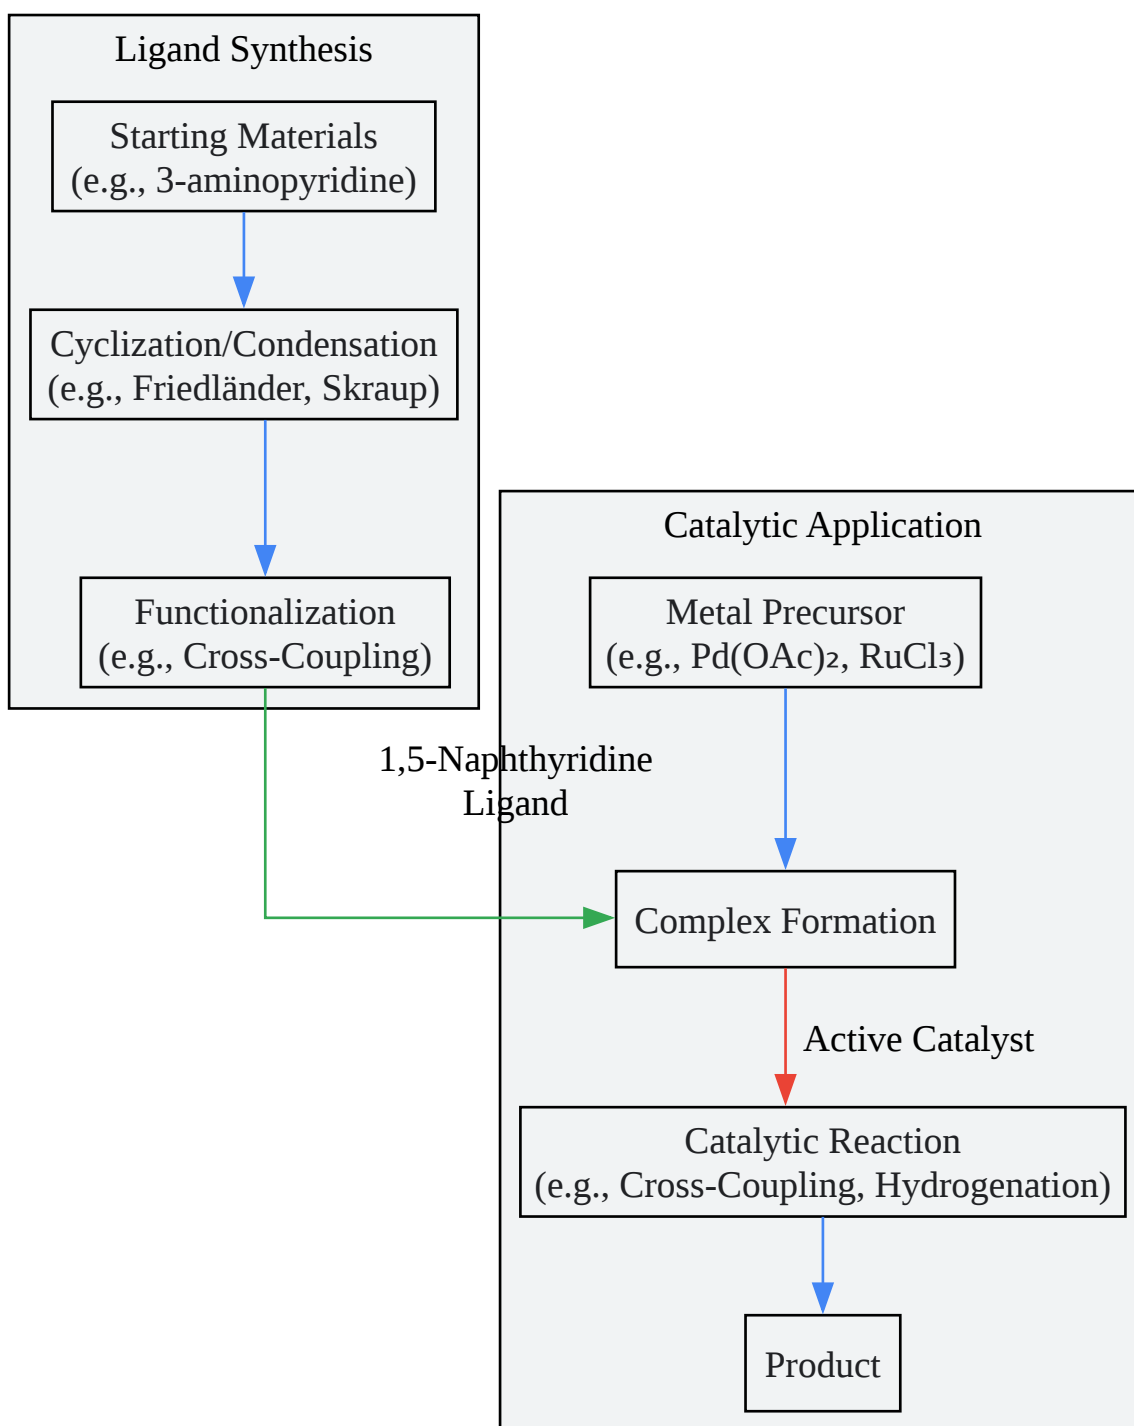 Ligand Synthesis
Starting Materials
(e.g., 3-aminopyridine)
Cyclization/Condensation
(e.g., Friedländer, Skraup)
Functionalization
(e.g., Cross-Coupling)
Catalytic Application
Metal Precursor
(e.g., Pd(OAc)₂, RuCl₃)
1,5-Naphthyridine
Ligand
Complex Formation
Active Catalyst
Catalytic Reaction
(e.g., Cross-Coupling, Hydrogenation)
Product